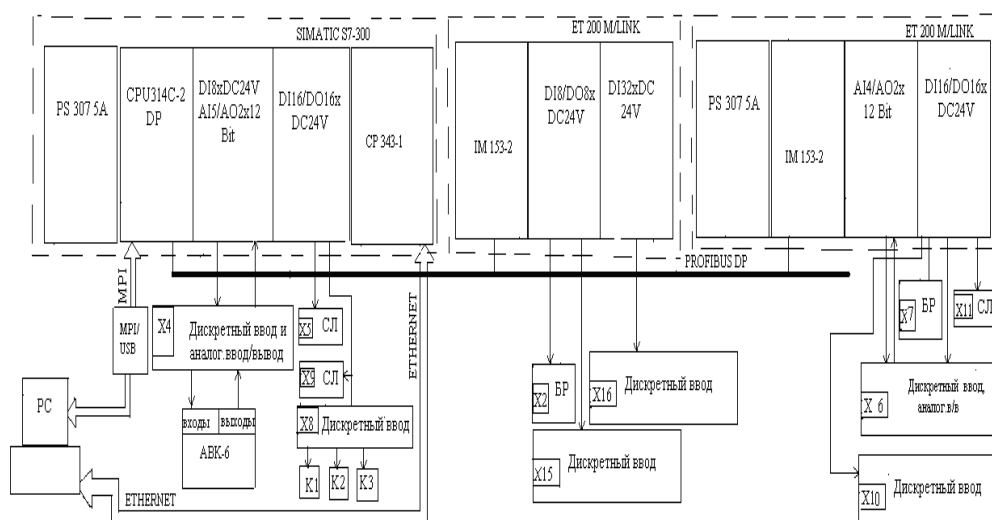 SIMATIC S7-300
ET 200 M/LINK
ET 200 M/LINK
PS 307 5A
CPU314C-2
DP
DI8xDC24V
AI5/AO2x12
Bit
DI16/DO16x
DC24V
CP 343-1
IM 153-2
DI8/DO8x
DC24V
DI32xDC
24V
PS 307 5A
IM 153-2
AI4/AO2x
12 Bit
DI16/DO16x
DC24V
PROFIBUS DP
MPI
ETHERNET
MPI/
USB
X4
Дискретный ввод и
аналог.ввод/вывод
X5
СЛ
X9
СЛ
X7
БР
X11
СЛ
PC
входы
выходы
АВК-6
X8
Дискретный ввод
К1
К2
К3
X2
БР
X16
Дискретный ввод
X 6
Дискретный ввод,
аналог.в/в
X15
Дискретный ввод
X10
Дискретный ввод
ETHERNET